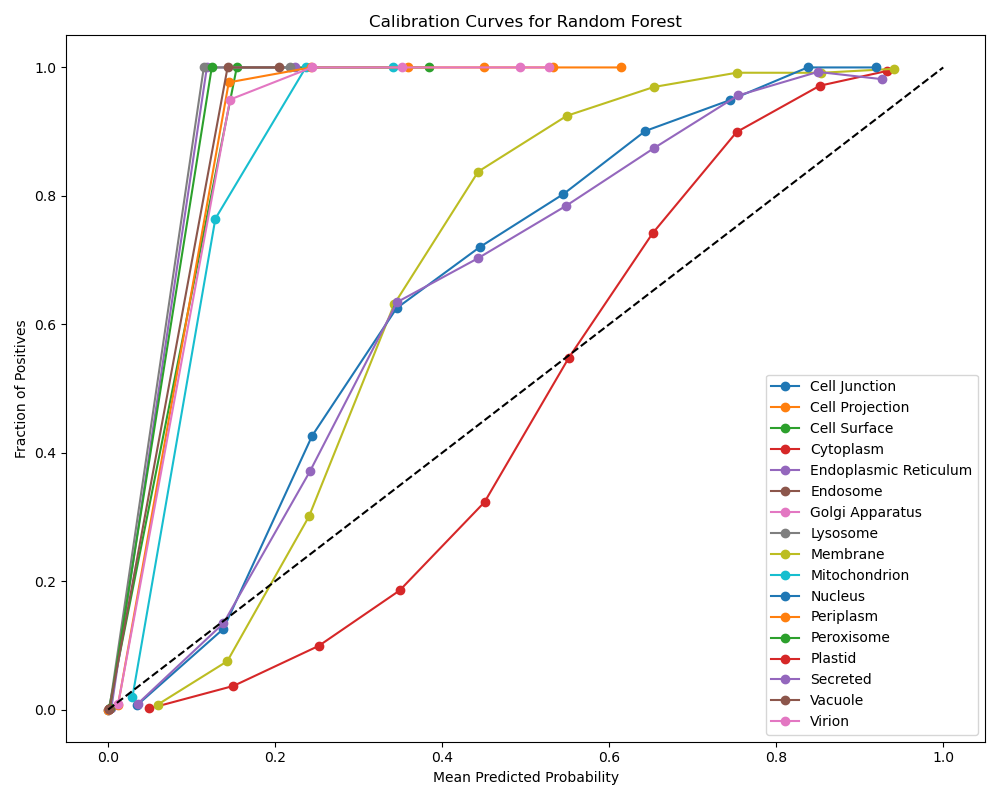 Calibration Curves for Random Forest
1.0
0.8
0.6
0.4
0.2
0.0
Fraction of Positives
0.0 0.2 0.4 0.6 0.8 1.0
Mean Predicted Probability
Cell Junction
Cell Projection
Cell Surface
Cytoplasm
Endoplasmic Reticulum
Endosome
Golgi Apparatus
Lysosome
Membrane
Mitochondrion
Nucleus
Periplasm
Peroxisome
Plastid
Secreted
Vacuole
Virion